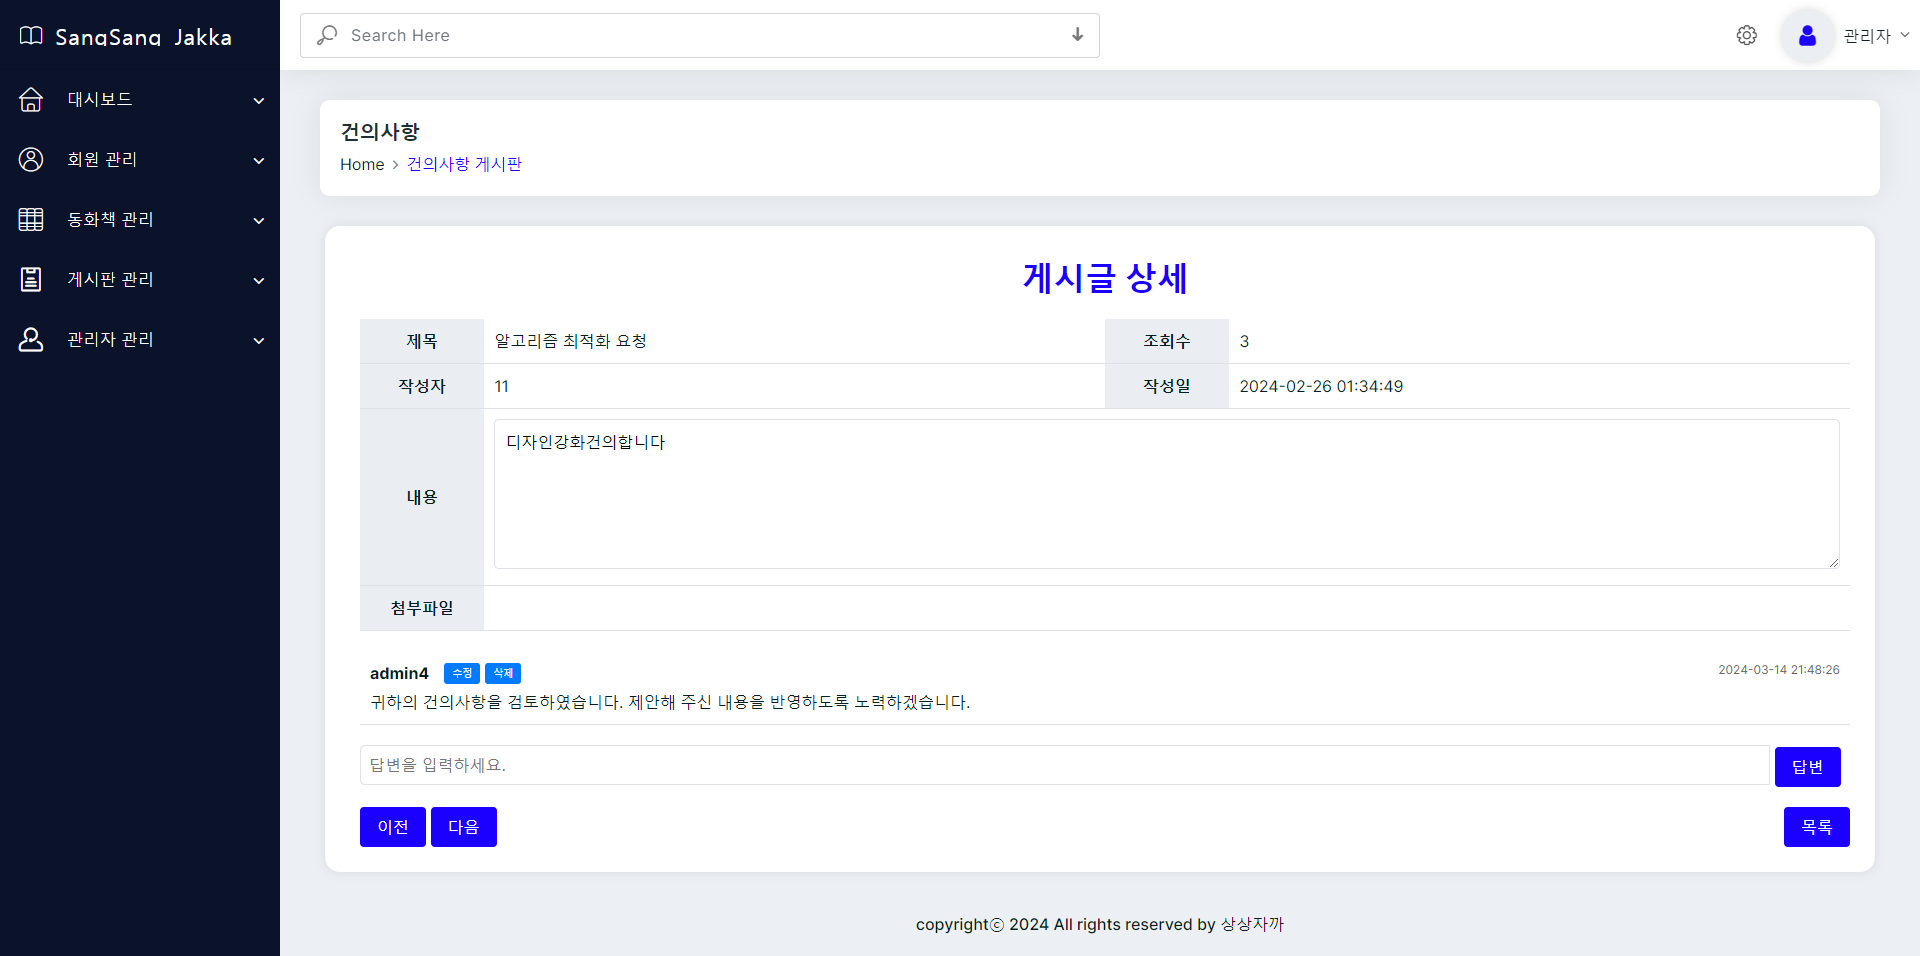 SangSang Jakka
Search Here
관리자
대시보드
회원 관리
동화책 관리
게시판 관리
관리자 관리
건의사항
Home > 건의사항 게시판
게시글 상세
제목 알고리즘 최적화 요청 조회수 3
작성자 11 작성일 2024-02-26 01:34:49
내용 디자인강화건의합니다
첨부파일
admin4 수정 삭제 2024-03-14 21:48:26
귀하의 건의사항을 검토하였습니다. 제안해 주신 내용을 반영하도록 노력하겠습니다.
답변을 입력하세요. 답변
이전 다음 목록
copyrightⓒ 2024 All rights reserved by 상상자까